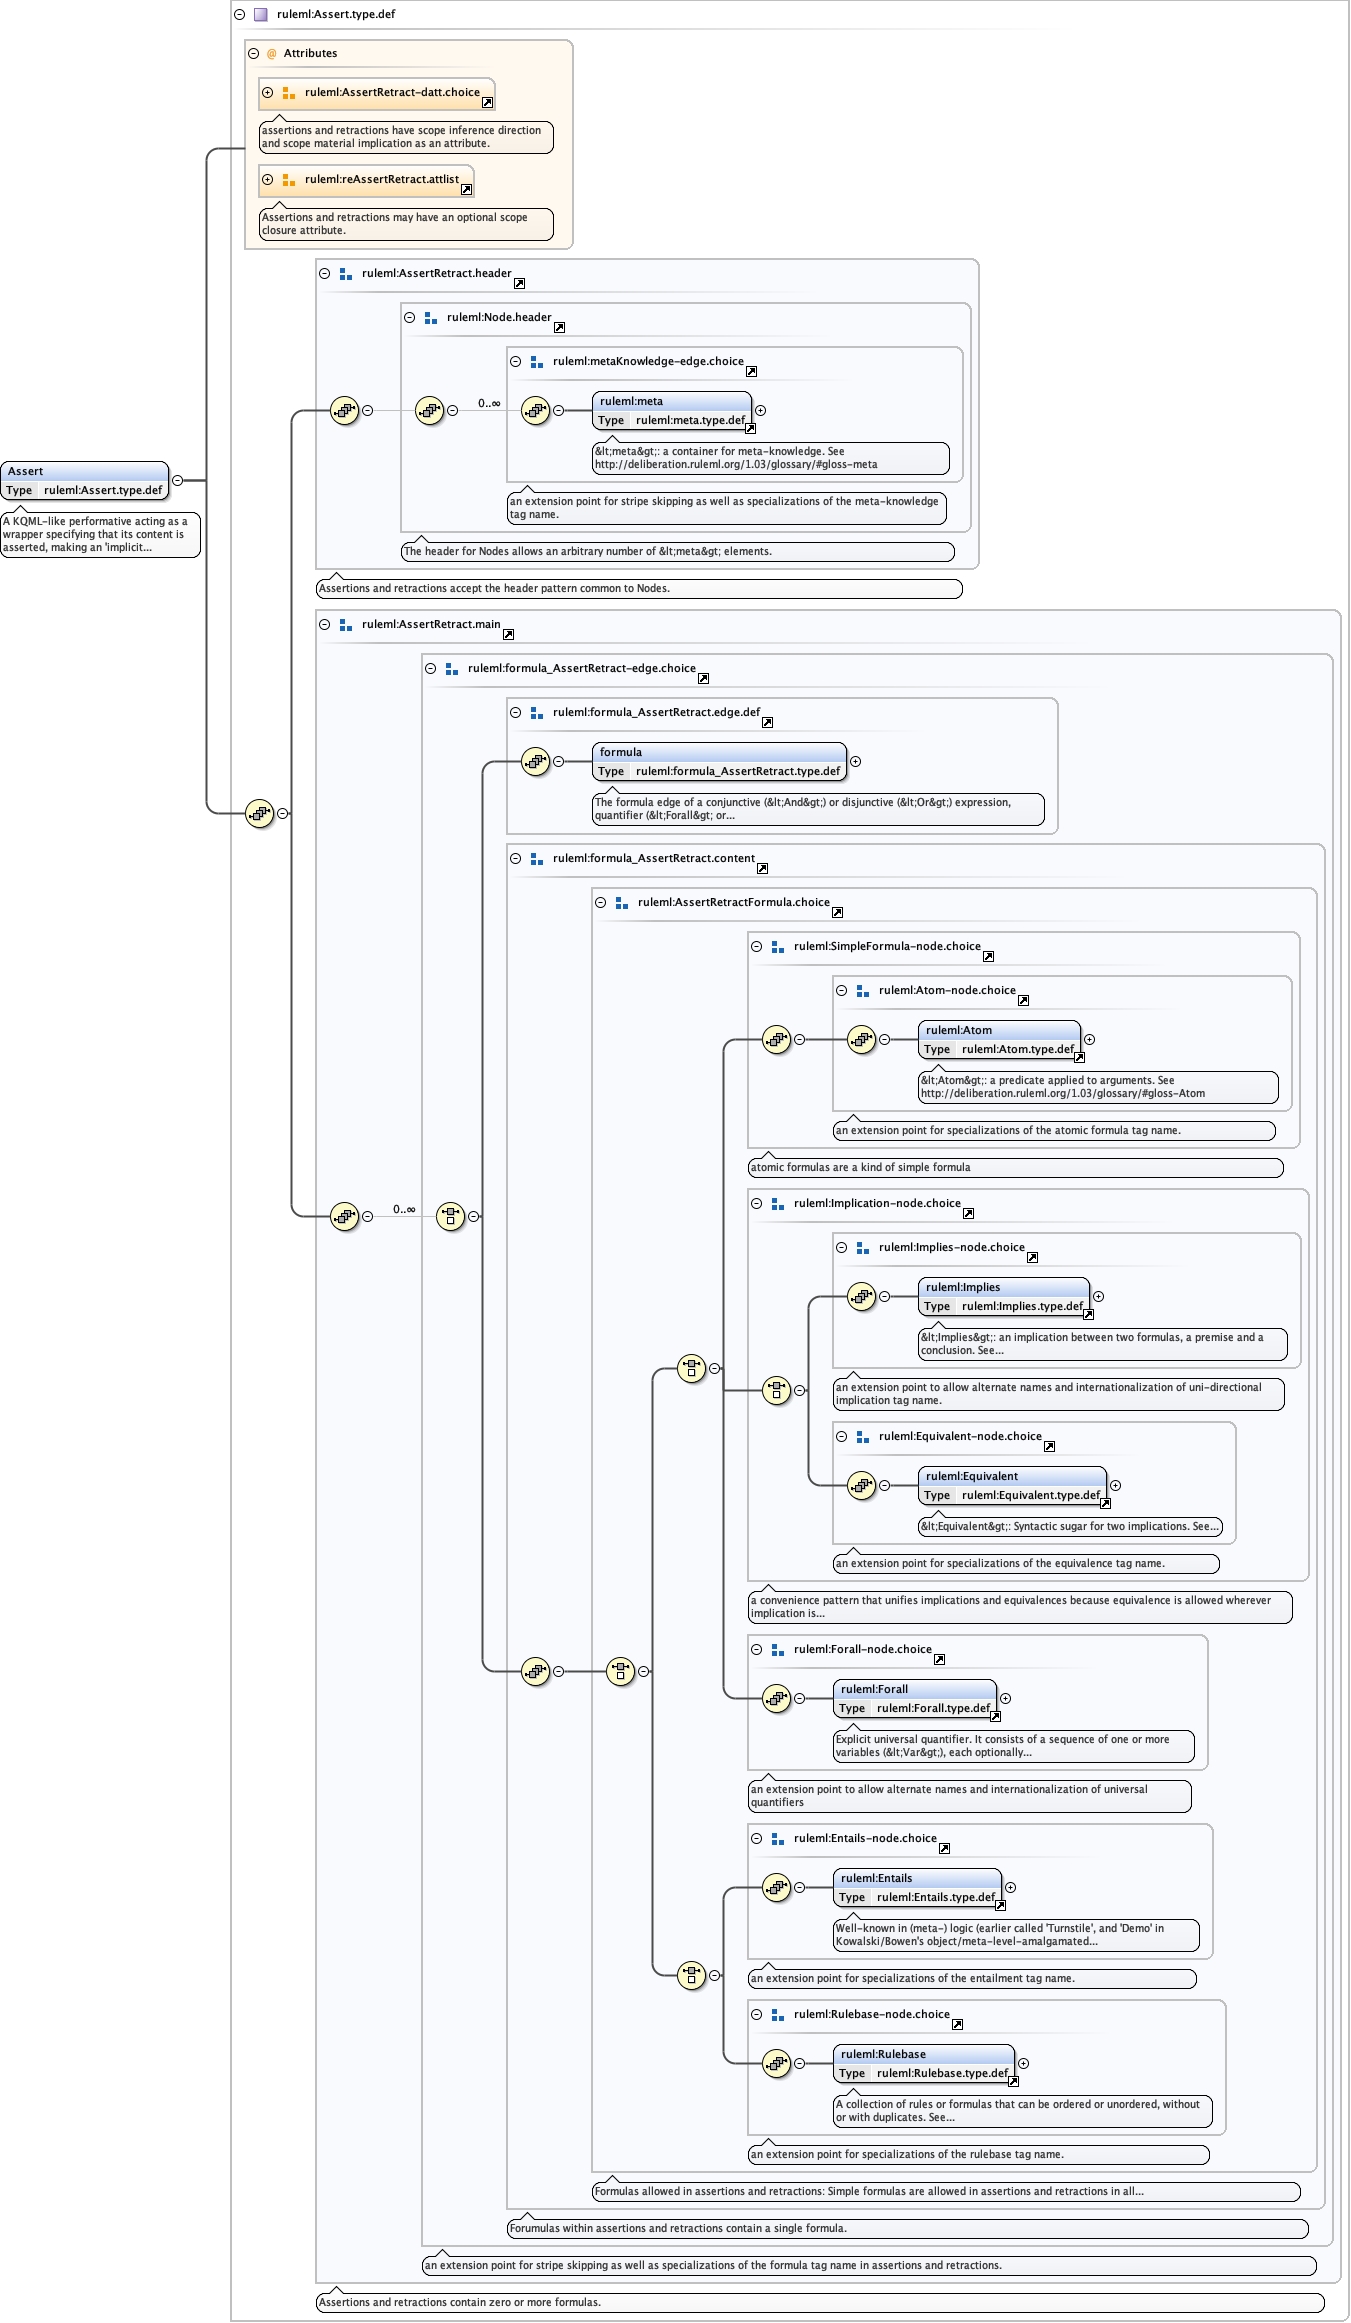 ruleml:Assert.type.def
@ Attributes
ruleml:AssertRetract-datt.choice
assertions and retractions have scope inference direction
and scope material implication as an attribute.
ruleml:reAssertRetract.attlist
Assertions and retractions may have an optional scope
closure attribute.
ruleml:AssertRetract.header
ruleml:Node.header
ruleml:metaKnowledge-edge.choice
0..∞
ruleml:meta
Type ruleml:meta.type.def
&lt;meta&gt;: a container for meta-knowledge. See
http://deliberation.ruleml.org/1.03/glossary/#gloss-meta
an extension point for stripe skipping as well as specializations of the meta-knowledge
tag name.
The header for Nodes allows an arbitrary number of &lt;meta&gt; elements.
Assertions and retractions accept the header pattern common to Nodes.
Assert
Type ruleml:Assert.type.def
A KQML-like performative acting as a
wrapper specifying that its content is
asserted, making an 'implicit...
ruleml:AssertRetract.main
ruleml:formula_AssertRetract-edge.choice
ruleml:formula_AssertRetract.edge.def
formula
Type ruleml:formula_AssertRetract.type.def
The formula edge of a conjunctive (&lt;And&gt;) or disjunctive (&lt;Or&gt;) expression,
quantifier (&lt;Forall&gt; or...
ruleml:formula_AssertRetract.content
ruleml:AssertRetractFormula.choice
ruleml:SimpleFormula-node.choice
ruleml:Atom-node.choice
ruleml:Atom
Type ruleml:Atom.type.def
&lt;Atom&gt;: a predicate applied to arguments. See
http://deliberation.ruleml.org/1.03/glossary/#gloss-Atom
an extension point for specializations of the atomic formula tag name.
atomic formulas are a kind of simple formula
0..∞
ruleml:Implication-node.choice
ruleml:Implies-node.choice
ruleml:Implies
Type ruleml:Implies.type.def
&lt;Implies&gt;: an implication between two formulas, a premise and a
conclusion. See...
an extension point to allow alternate names and internationalization of uni-directional
implication tag name.
ruleml:Equivalent-node.choice
ruleml:Equivalent
Type ruleml:Equivalent.type.def
&lt;Equivalent&gt;: Syntactic sugar for two implications. See...
an extension point for specializations of the equivalence tag name.
a convenience pattern that unifies implications and equivalences because equivalence is allowed wherever
implication is...
ruleml:Forall-node.choice
ruleml:Forall
Type ruleml:Forall.type.def
Explicit universal quantifier. It consists of a sequence of one or more
variables (&lt;Var&gt;), each optionally...
an extension point to allow alternate names and internationalization of universal
quantifiers
ruleml:Entails-node.choice
ruleml:Entails
Type ruleml:Entails.type.def
Well-known in (meta-) logic (earlier called 'Turnstile', and 'Demo' in
Kowalski/Bowen's object/meta-level-amalgamated...
an extension point for specializations of the entailment tag name.
ruleml:Rulebase-node.choice
ruleml:Rulebase
Type ruleml:Rulebase.type.def
A collection of rules or formulas that can be ordered or unordered, without
or with duplicates. See...
an extension point for specializations of the rulebase tag name.
Formulas allowed in assertions and retractions: Simple formulas are allowed in assertions and retractions in all...
Forumulas within assertions and retractions contain a single formula.
an extension point for stripe skipping as well as specializations of the formula tag name in assertions and retractions.
Assertions and retractions contain zero or more formulas.